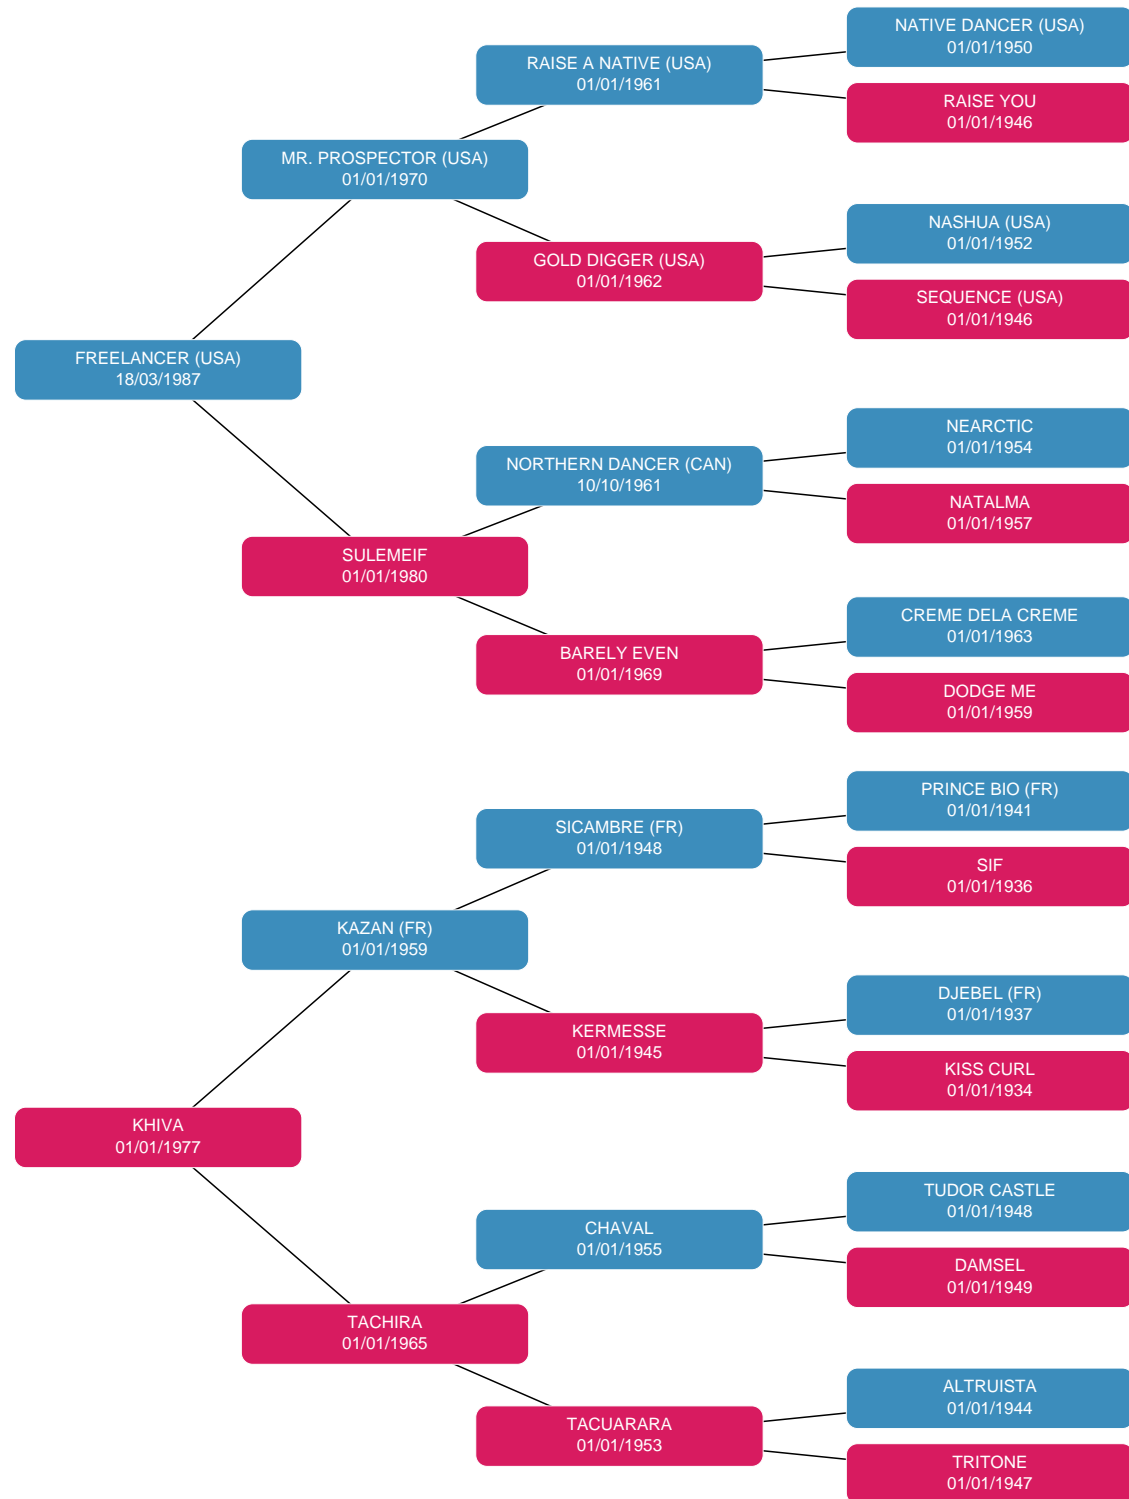 NATIVE DANCER (USA)
01/01/1950
RAISE A NATIVE (USA)
01/01/1961
RAISE YOU
01/01/1946
MR. PROSPECTOR (USA)
01/01/1970
NASHUA (USA)
01/01/1952
GOLD DIGGER (USA)
01/01/1962
SEQUENCE (USA)
01/01/1946
FREELANCER (USA)
18/03/1987
NEARCTIC
01/01/1954
NORTHERN DANCER (CAN)
10/10/1961
NATALMA
01/01/1957
SULEMEIF
01/01/1980
CREME DELA CREME
01/01/1963
BARELY EVEN
01/01/1969
DODGE ME
01/01/1959
PRINCE BIO (FR)
01/01/1941
SICAMBRE (FR)
01/01/1948
SIF
01/01/1936
KAZAN (FR)
01/01/1959
DJEBEL (FR)
01/01/1937
KERMESSE
01/01/1945
KISS CURL
01/01/1934
KHIVA
01/01/1977
TUDOR CASTLE
01/01/1948
CHAVAL
01/01/1955
DAMSEL
01/01/1949
TACHIRA
01/01/1965
ALTRUISTA
01/01/1944
TACUARARA
01/01/1953
TRITONE
01/01/1947